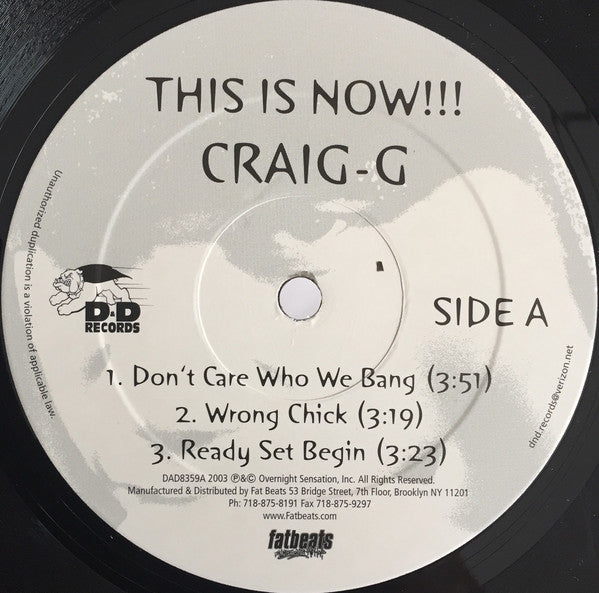 THIS IS NOW!!!
CRAIG-G
Unauthorized duplication is a violation of applicable law.
D&D
RECORDS
SIDE A
1. Don't Care Who We Bang (3:51)
2. Wrong Chick (3:19)
3. Ready Set Begin (3:23)
dnd.records@verizon.net
DAD8359A 2003 ℗&© Overnight Sensation, Inc. All Rights Reserved.
Manufactured & Distributed by Fat Beats 53 Bridge Street, 7th Floor, Brooklyn NY 11201
Ph: 718-875-8191 Fax 718-875-9297
www.Fatbeats.com
fatbeats